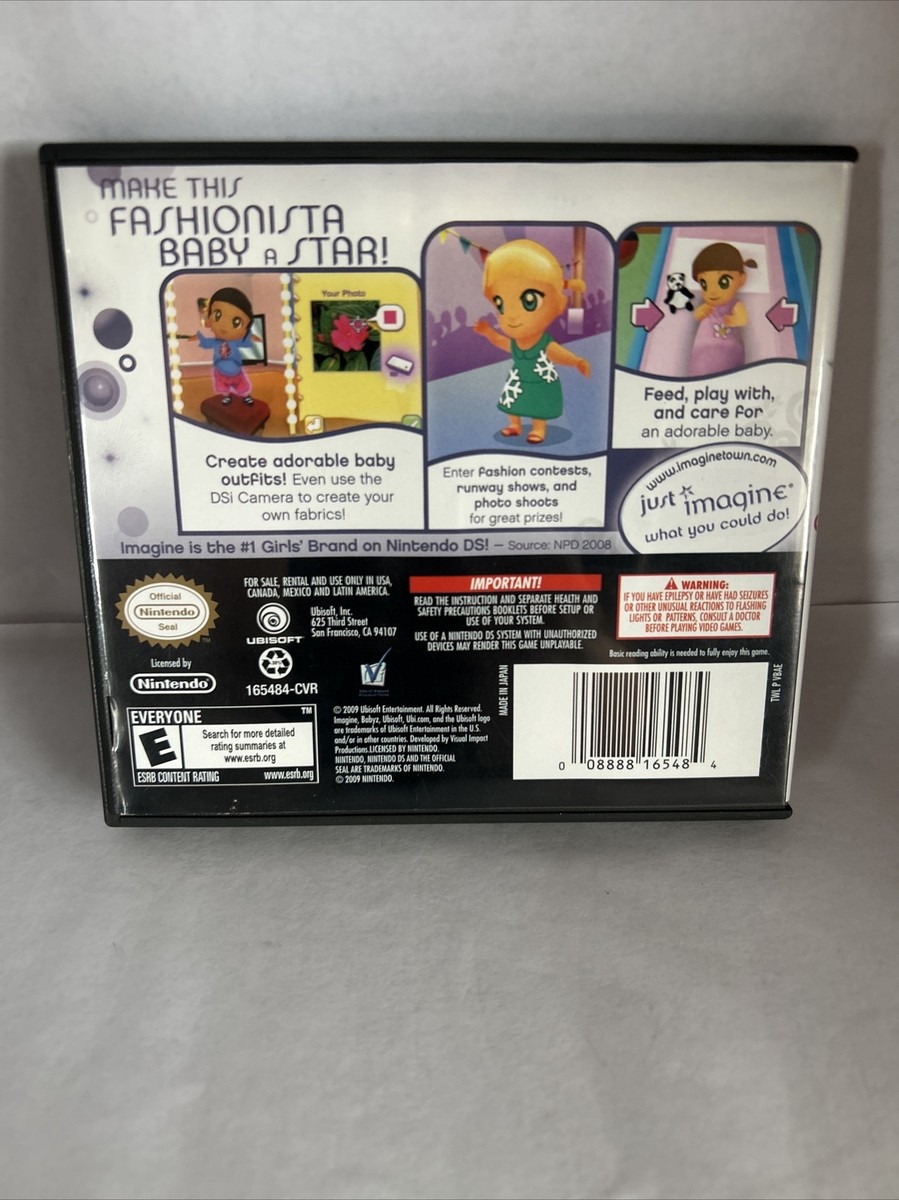 MAKE THIS
FASHIONISTA
BABY A STAR!
Your Photo
Create adorable baby
outfits! Even use the
DSi Camera to create your
own fabrics!
Enter fashion contests,
runway shows, and
photo shoots
for great prizes!
Feed, play with,
and care for
an adorable baby.
www.imaginetown.com
just imagine®
what you could do!
Imagine is the #1 Girls' Brand on Nintendo DS! – Source: NPD 2008
Official
Nintendo
Seal
Licensed by
Nintendo
FOR SALE, RENTAL AND USE ONLY IN USA,
CANADA, MEXICO AND LATIN AMERICA.
UBISOFT
Ubisoft, Inc.
625 Third Street
San Francisco, CA 94107
165484-CVR
IMPORTANT!
READ THE INSTRUCTION AND SEPARATE HEALTH AND
SAFETY PRECAUTIONS BOOKLETS BEFORE SETUP OR
USE OF YOUR SYSTEM.
USE OF A NINTENDO DS SYSTEM WITH UNAUTHORIZED
DEVICES MAY RENDER THIS GAME UNPLAYABLE.
WARNING:
IF YOU HAVE EPILEPSY OR HAVE HAD SEIZURES
OR OTHER UNUSUAL REACTIONS TO FLASHING
LIGHTS OR PATTERNS, CONSULT A DOCTOR
BEFORE PLAYING VIDEO GAMES.
Basic reading ability is needed to fully enjoy this game.
EVERYONE
TM
E
Search for more detailed
rating summaries at
www.esrb.org
ESRB CONTENT RATING www.esrb.org
© 2009 Ubisoft Entertainment. All Rights Reserved.
Imagine, Babyz, Ubisoft, Ubi.com, and the Ubisoft logo
are trademarks of Ubisoft Entertainment in the U.S.
and/or in other countries. Developed by Visual Impact
Productions.LICENSED BY NINTENDO.
NINTENDO, NINTENDO DS AND THE OFFICIAL
SEAL ARE TRADEMARKS OF NINTENDO.
© 2009 NINTENDO.
MADE IN JAPAN
0 08888 16548 4
TWL P VBAE